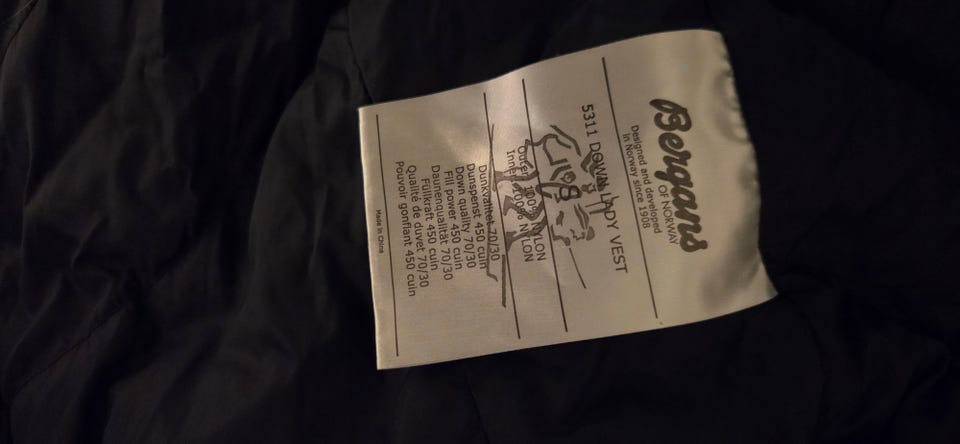 Bergans
OF NORWAY
Designed and developed
in Norway since 1908
5311 DOWN LADY VEST
1908
Outer 100% NYLON
Inner 100% NYLON
Dunkvalitet 70/30
Dunspenst 450 cuin
Down quality 70/30
Fill power 450 cuin
Daunenqualität 70/30
Füllkraft 450 cuin
Qualité de duvet 70/30
Pouvoir gonflant 450 cuin
Made in China